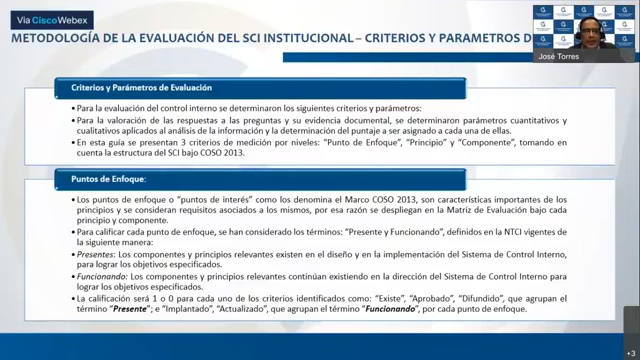 Vía CiscoWebex
METODOLOGÍA DE LA EVALUACIÓN DEL SCI INSTITUCIONAL – CRITERIOS Y PARAMETROS D
José Torres
Criterios y Parámetros de Evaluación
• Para la evaluación del control interno se determinaron los siguientes criterios y parámetros:
• Para la valoración de las respuestas a las preguntas y su evidencia documental, se determinaron parámetros cuantitativos y
cualitativos aplicados al análisis de la información y la determinación del puntaje a ser asignado a cada una de ellas.
• En esta guía se presentan 3 criterios de medición por niveles: “Punto de Enfoque”, “Principio” y “Componente”, tomando en
cuenta la estructura del SCI bajo COSO 2013.
Puntos de Enfoque:
• Los puntos de enfoque o “puntos de interés” como los denomina el Marco COSO 2013, son características importantes de los
principios y se consideran requisitos asociados a los mismos, por esa razón se despliegan en la Matriz de Evaluación bajo cada
principio y componente.
• Para calificar cada punto de enfoque, se han considerado los términos: “Presente y Funcionando”, definidos en la NTCI vigentes de
la siguiente manera:
• Presentes: Los componentes y principios relevantes existen en el diseño y en la implementación del Sistema de Control Interno,
para lograr los objetivos especificados.
• Funcionando: Los componentes y principios relevantes continúan existiendo en la dirección del Sistema de Control Interno para
lograr los objetivos especificados.
• La calificación será 1 o 0 para cada uno de los criterios identificados como: “Existe”, “Aprobado”, “Difundido”, que agrupan el
término “Presente”; e “Implantado”, “Actualizado”, que agrupan el término “Funcionando”, por cada punto de enfoque.
+3